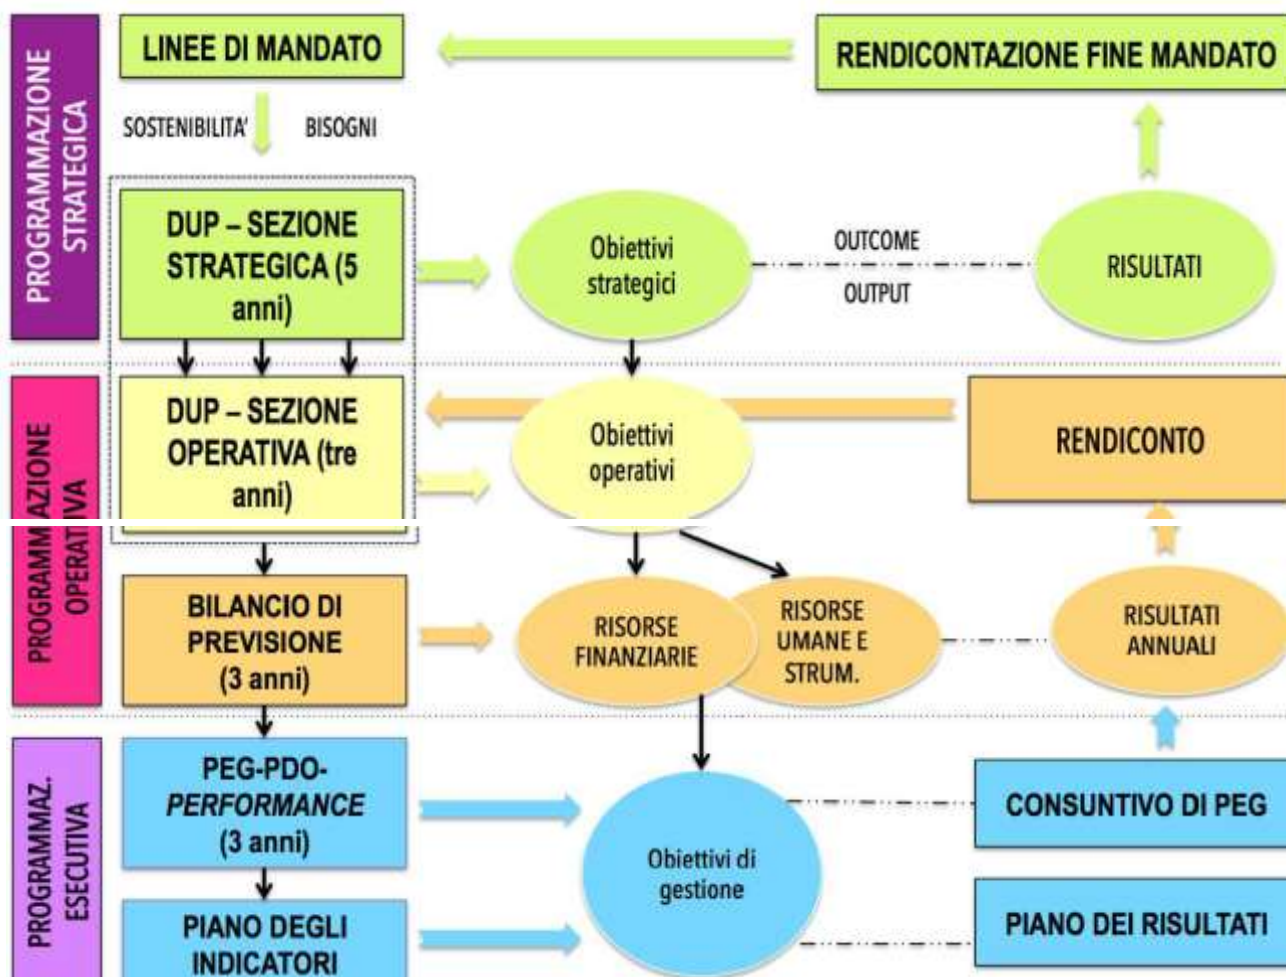 PROGRAMMAZIONE
STRATEGICA
LINEE DI MANDATO
RENDICONTAZIONE FINE MANDATO
SOSTENIBILITA'
BISOGNI
DUP – SEZIONE
STRATEGICA (5
anni)
Obiettivi
strategici
OUTCOME
OUTPUT
RISULTATI
PROGRAMMAZIONE
OPERATIVA
DUP – SEZIONE
OPERATIVA (tre
anni)
Obiettivi
operativi
RENDICONTO
BILANCIO DI
PREVISIONE
(3 anni)
RISORSE
FINANZIARIE
RISORSE
UMANE E
STRUM.
RISULTATI
ANNUALI
PROGRAMMAZ.
ESECUTIVA
PEG-PDO-
PERFORMANCE
(3 anni)
Obiettivi di
gestione
CONSUNTIVO DI PEG
PIANO DEGLI
INDICATORI
PIANO DEI RISULTATI